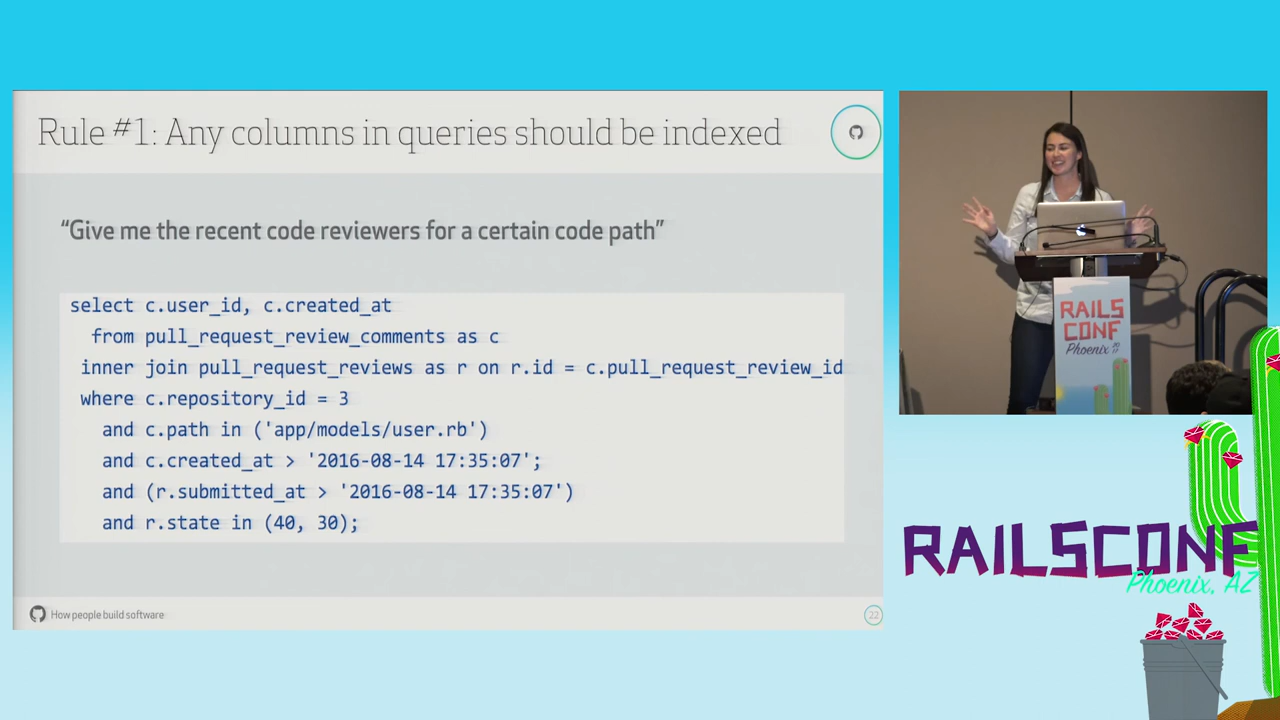 Rule #1: Any columns in queries should be indexed
“Give me the recent code reviewers for a certain code path”
select c.user_id, c.created_at
from pull_request_review_comments as c
inner join pull_request_reviews as r on r.id = c.pull_request_review_id
where c.repository_id = 3
and c.path in ('app/models/user.rb')
and c.created_at > '2016-08-14 17:35:07';
and (r.submitted_at > '2016-08-14 17:35:07')
and r.state in (40, 30);
How people build software
22
RAILS
CONF
Phoenix 2017
RAILSCONF
Phoenix, AZ